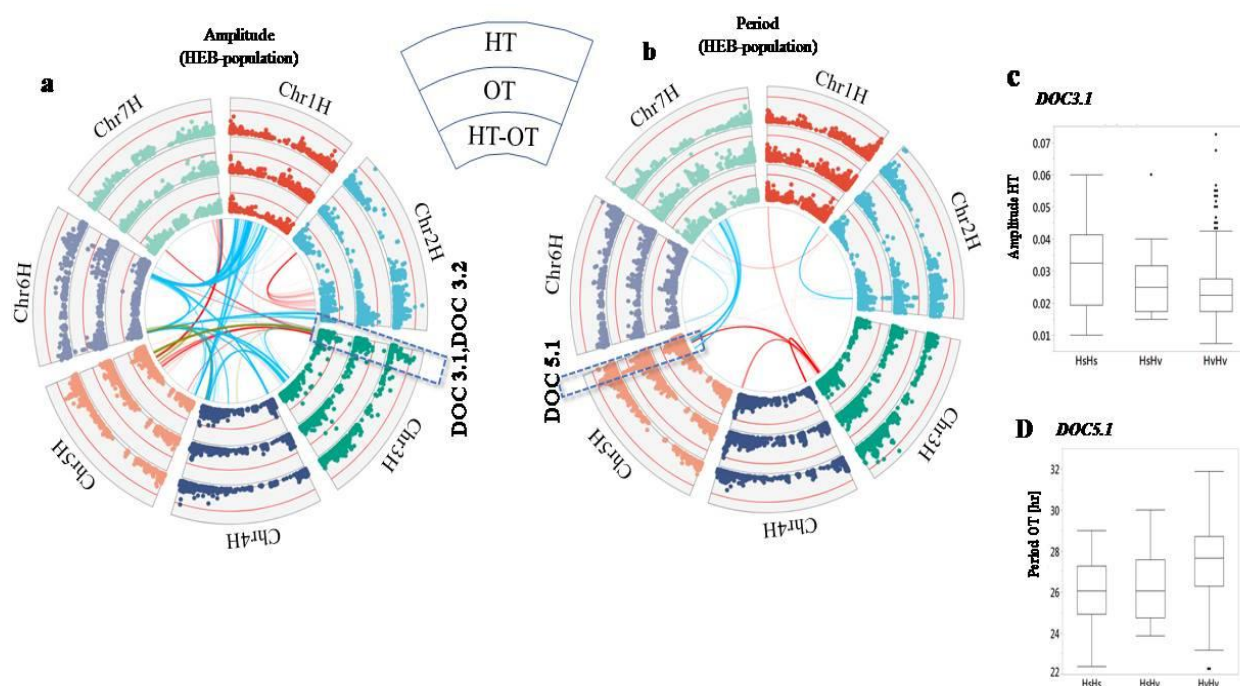 Amplitude
(HEB-population)
a
HT
OT
HT-OT
Period
(HEB-population)
b
Chr1H
Chr2H
Chr3H
Chr4H
Chr5H
Chr6H
Chr7H
DOC 3.1,DOC 3.2
Chr1H
Chr2H
Chr3H
Chr4H
Chr5H
Chr6H
Chr7H
DOC 5.1
c
DOC3.1
Amplitude HT
0.07
0.06
0.05
0.04
0.03
0.02
0.01
HsHs HsHv HvHv
D DOC5.1
Period OT [hr]
32
30
28
26
24
22
HsHs HsHv HvHv